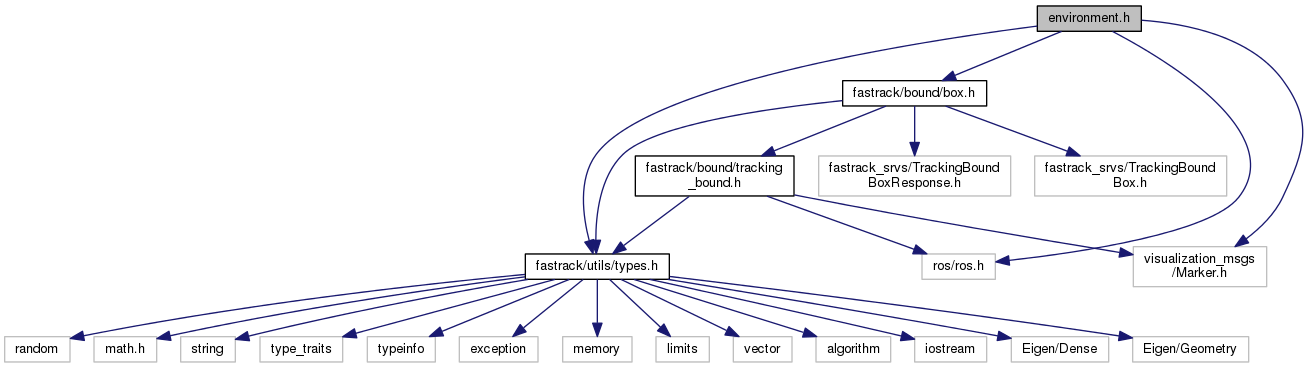 environment.h
fastrack/bound/box.h
fastrack/bound/tracking
_bound.h
fastrack_srvs/TrackingBound
BoxResponse.h
fastrack_srvs/TrackingBound
Box.h
fastrack/utils/types.h
ros/ros.h
visualization_msgs
/Marker.h
random
math.h
string
type_traits
typeinfo
exception
memory
limits
vector
algorithm
iostream
Eigen/Dense
Eigen/Geometry